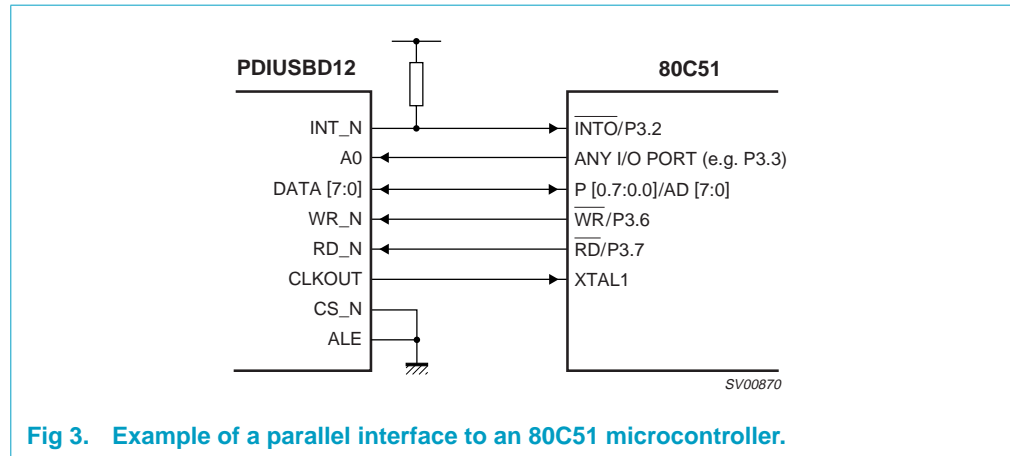 PDIUSBD12
80C51
INT_N
INTO/P3.2
A0
ANY I/O PORT (e.g. P3.3)
DATA [7:0]
P [0.7:0.0]/AD [7:0]
WR_N
WR/P3.6
RD_N
RD/P3.7
CLKOUT
XTAL1
CS_N
ALE
SV00870
Fig 3. Example of a parallel interface to an 80C51 microcontroller.